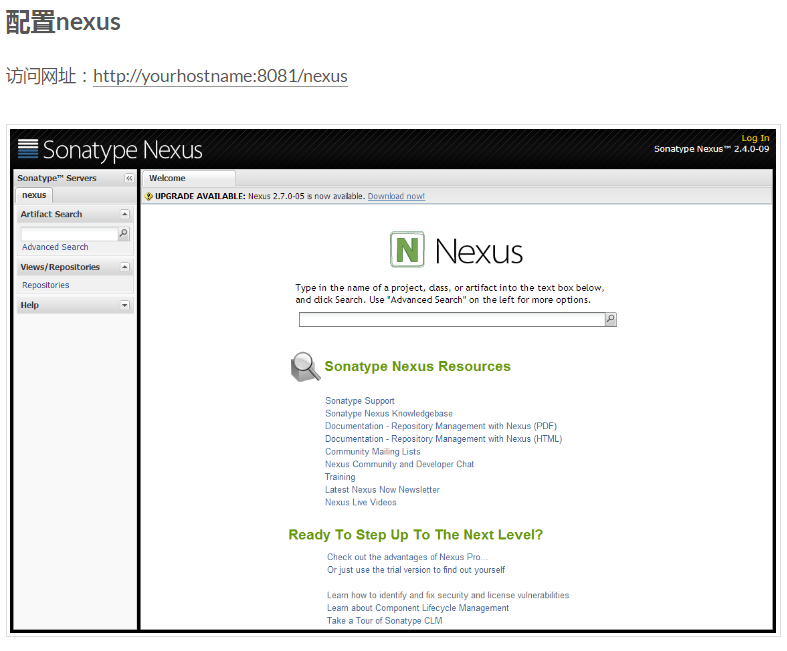 配置nexus
访问网址：http://yourhostname:8081/nexus
Sonatype Nexus
Log In
Sonatype Nexus™ 2.4.0-09
Sonatype™ Servers
Welcome
nexus
UPGRADE AVAILABLE: Nexus 2.7.0-05 is now available. Download now!
Artifact Search
Advanced Search
Views/Repositories
Repositories
Help
N Nexus
Type in the name of a project, class, or artifact into the text box below,
and click Search. Use "Advanced Search" on the left for more options.
Sonatype Nexus Resources
Sonatype Support
Sonatype Nexus Knowledgebase
Documentation - Repository Management with Nexus (PDF)
Documentation - Repository Management with Nexus (HTML)
Community Mailing Lists
Nexus Community and Developer Chat
Training
Latest Nexus Now Newsletter
Nexus Live Videos
Ready To Step Up To The Next Level?
Check out the advantages of Nexus Pro...
Or just use the trial version to find out yourself
Learn how to identify and fix security and license vulnerabilities
Learn about Component Lifecycle Management
Take a Tour of Sonatype CLM